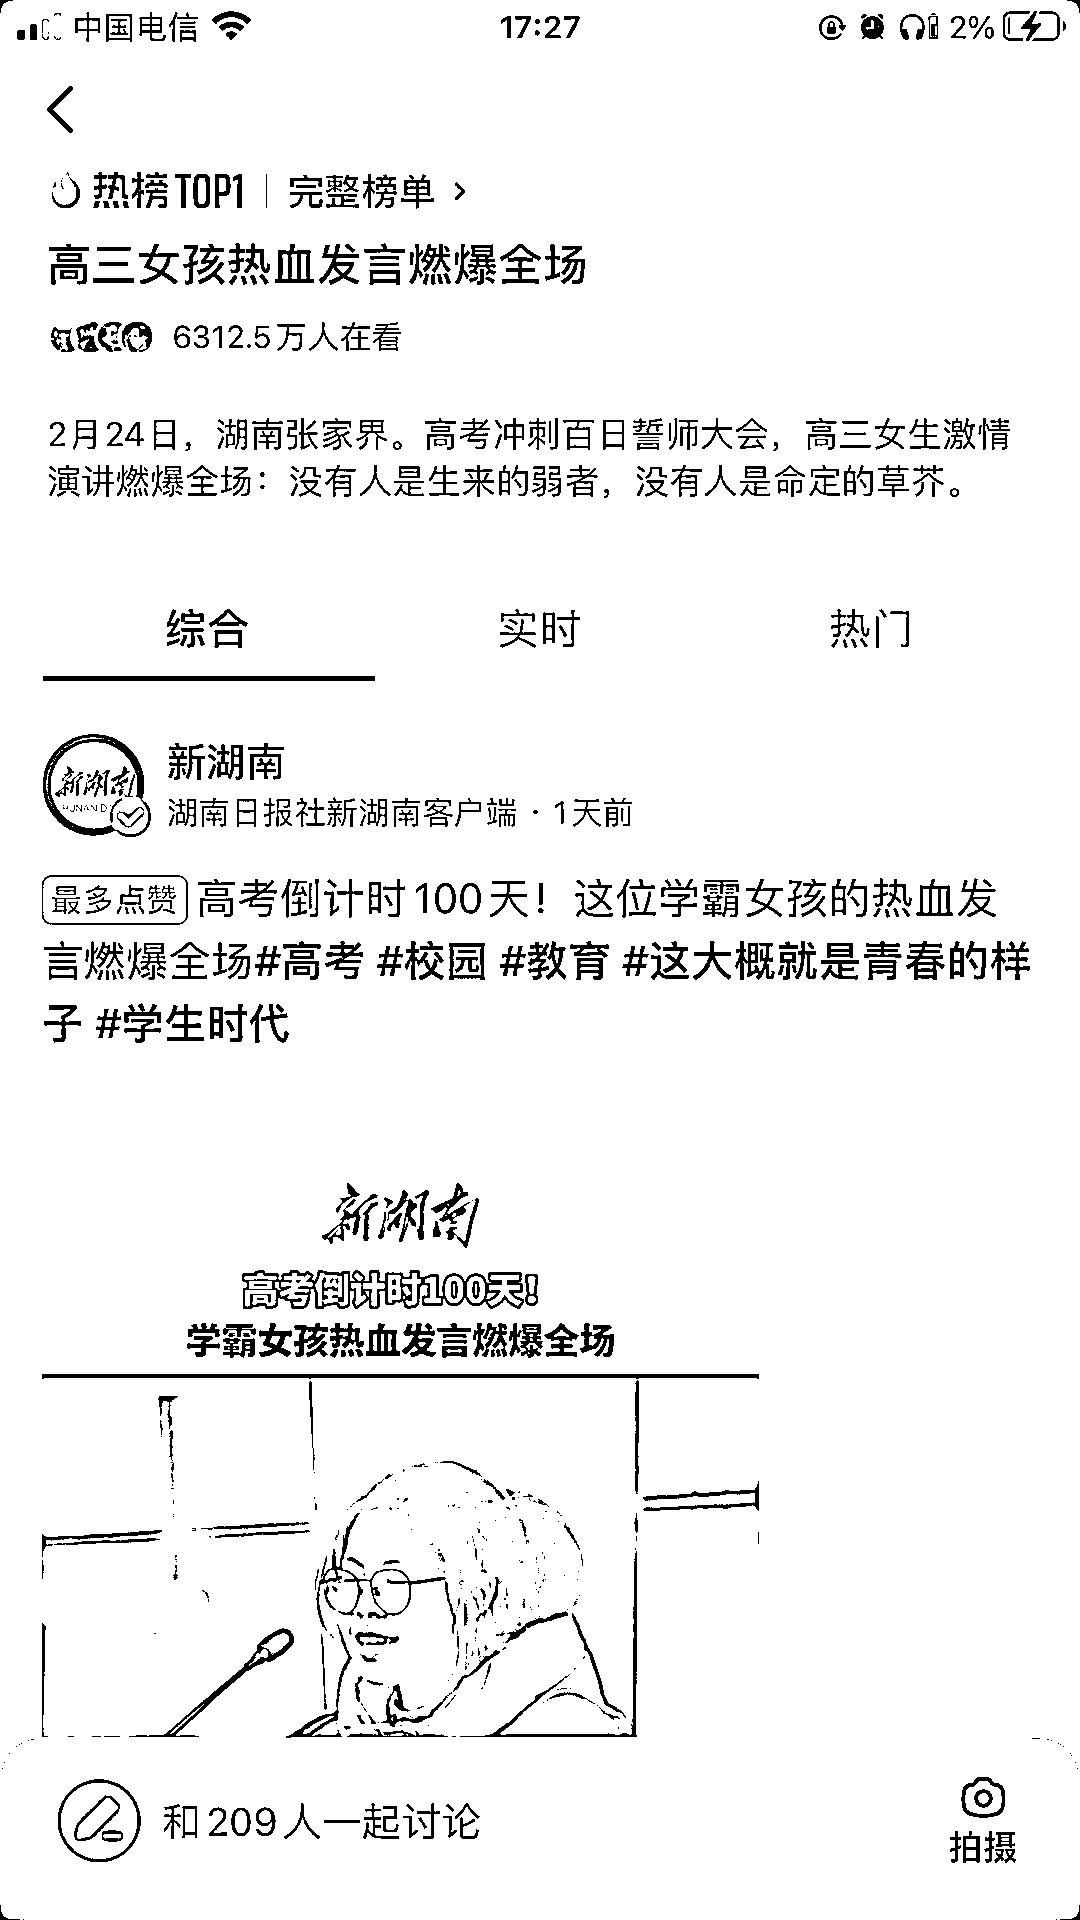 中国电信 17:27 2%
热榜TOP1 | 完整榜单 >
高三女孩热血发言燃爆全场
6312.5万人在看
2月24日，湖南张家界。高考冲刺百日誓师大会，高三女生激情
演讲燃爆全场：没有人是生来的弱者，没有人是命定的草芥。
综合 实时 热门
新湖南
新湖南
湖南日报社新湖南客户端 · 1天前
最多点赞 高考倒计时100天！这位学霸女孩的热血发
言燃爆全场#高考 #校园 #教育 #这大概就是青春的样
子 #学生时代
新湖南
高考倒计时100天!
学霸女孩热血发言燃爆全场
和209人一起讨论
拍摄